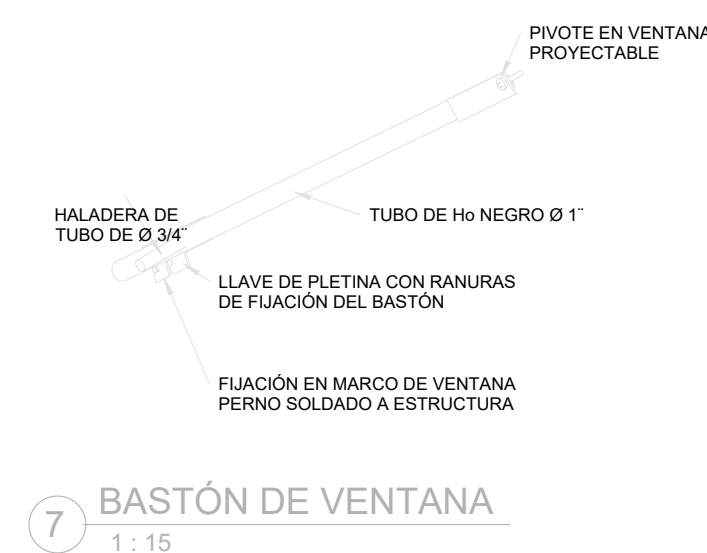 PIVOTE EN VENTANA
PROYECTABLE
HALADERA DE
TUBO DE Ø 3/4¨
TUBO DE Ho NEGRO Ø 1¨
LLAVE DE PLETINA CON RANURAS
DE FIJACIÓN DEL BASTÓN
FIJACIÓN EN MARCO DE VENTANA
PERNO SOLDADO A ESTRUCTURA
7
BASTÓN DE VENTANA
1 : 15